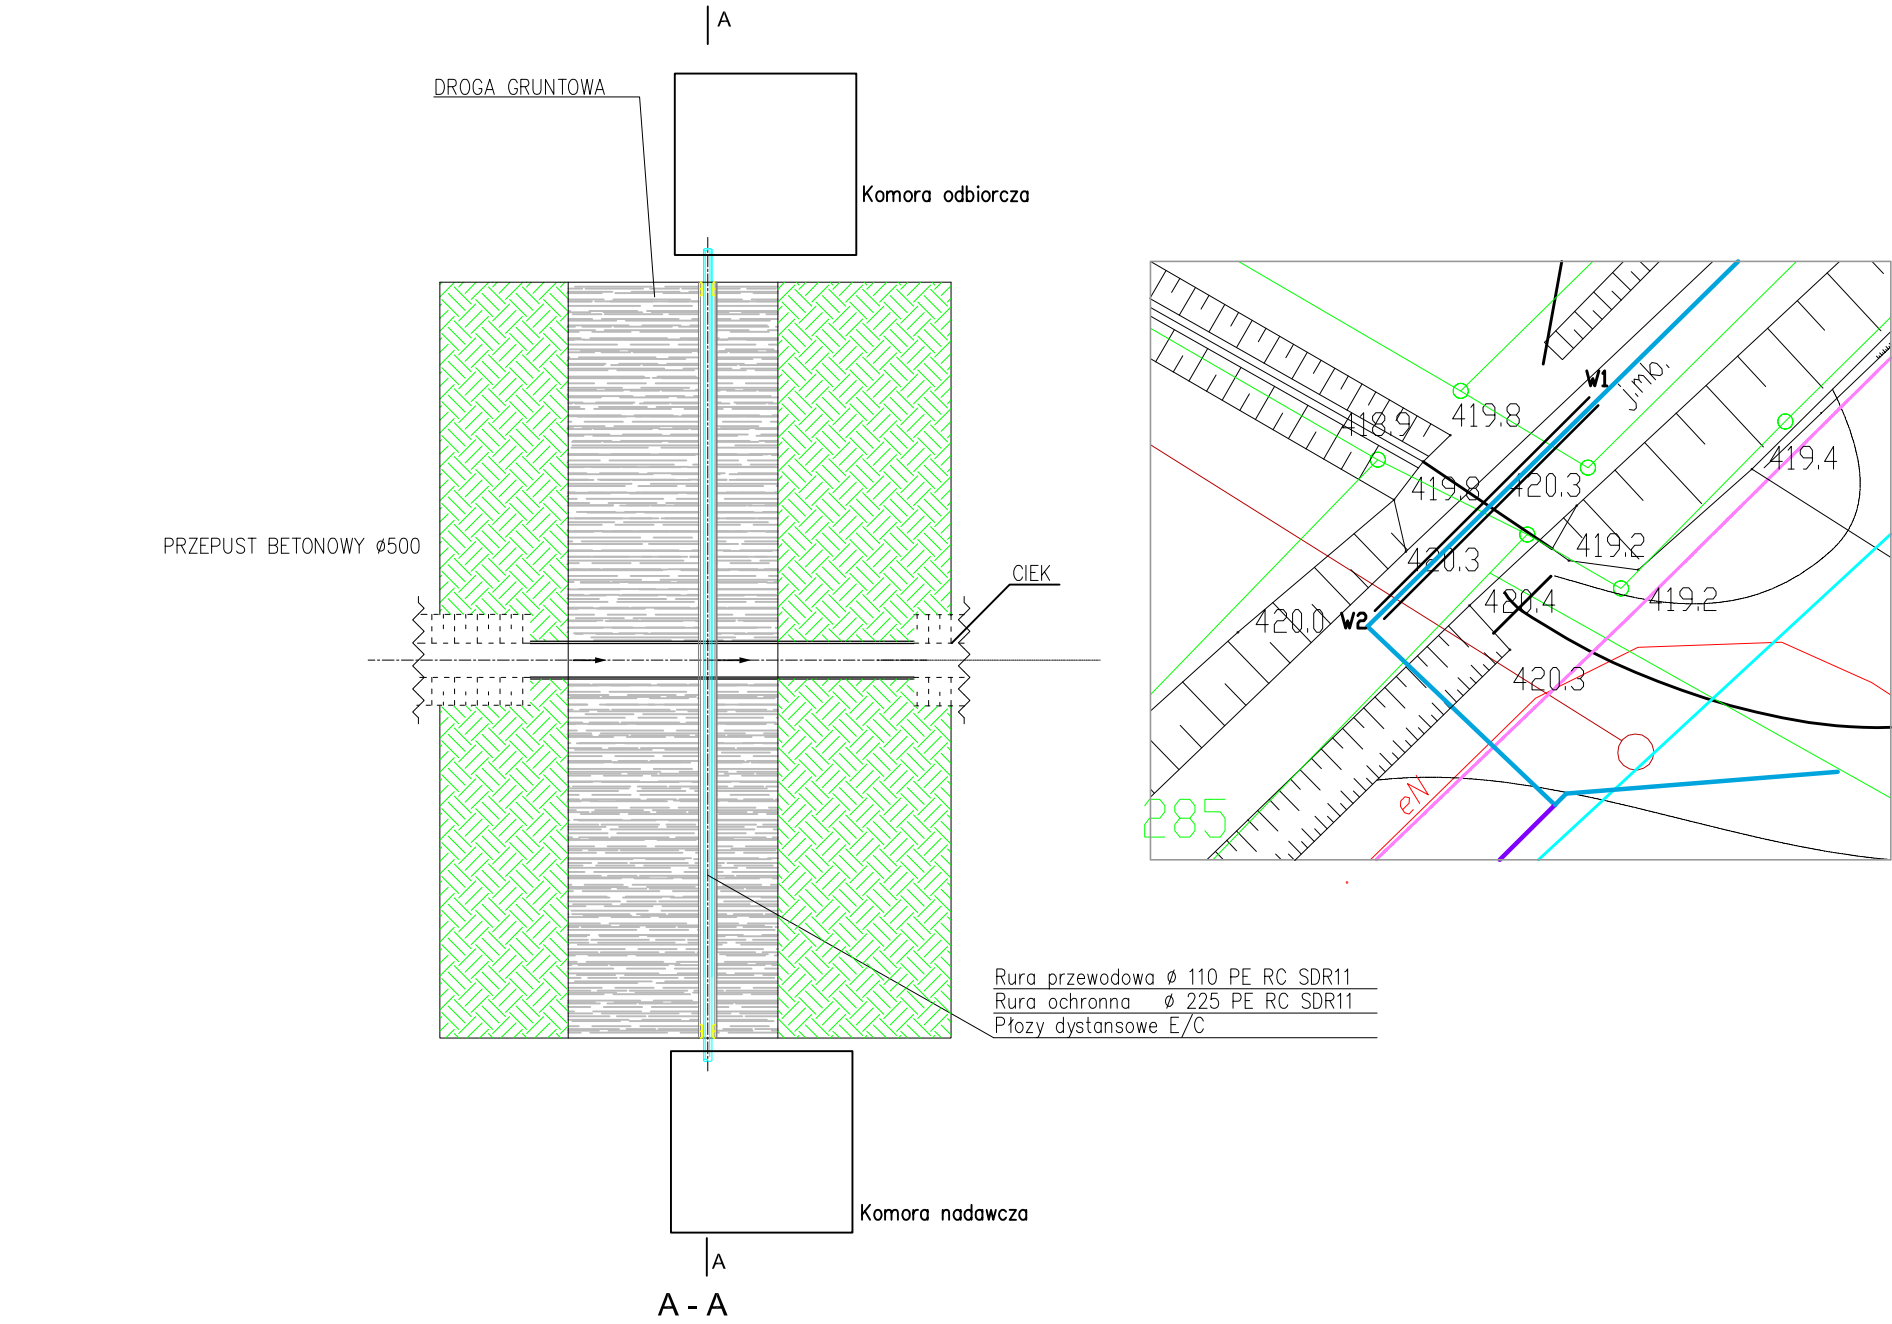 A
DROGA GRUNTOWA
Komora odbiorcza
PRZEPUST BETONOWY ø500
CIEK
Rura przewodowa ø 110 PE RC SDR11
Rura ochronna ø 225 PE RC SDR11
Płozy dystansowe E/C
Komora nadawcza
A
A - A
W1
j.mb.
419.8
418.9
419.4
419.8
420.3
420.3
419.2
420.4
419.2
420.0
W2
420.3
eN
285